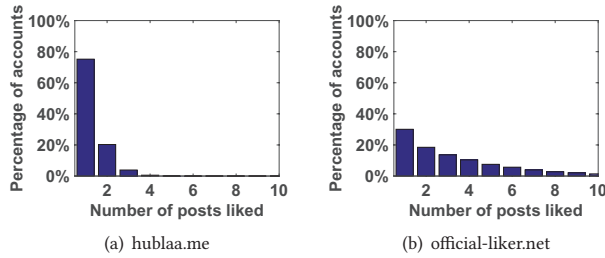 100%
80%
60%
40%
20%
0%
Percentage of accounts
2 4 6 8 10
Number of posts liked
(a) hublaa.me
100%
80%
60%
40%
20%
0%
Percentage of accounts
2 4 6 8 10
Number of posts liked
(b) official-liker.net